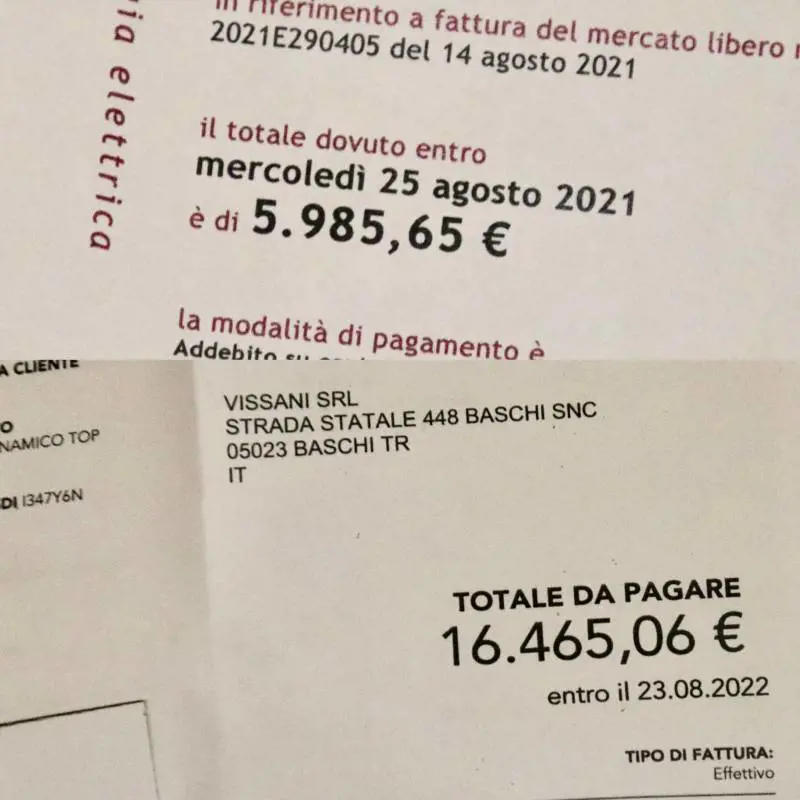 ia elettrica
in riferimento a fattura del mercato libero
2021E290405 del 14 agosto 2021
il totale dovuto entro
mercoledì 25 agosto 2021
è di 5.985,65 €
la modalità di pagamento è
Addebito su
A CLIENTE
O
NAMICO TOP
DI I347Y6N
VISSANI SRL
STRADA STATALE 448 BASCHI SNC
05023 BASCHI TR
IT
TOTALE DA PAGARE
16.465,06 €
entro il 23.08.2022
TIPO DI FATTURA:
Effettivo